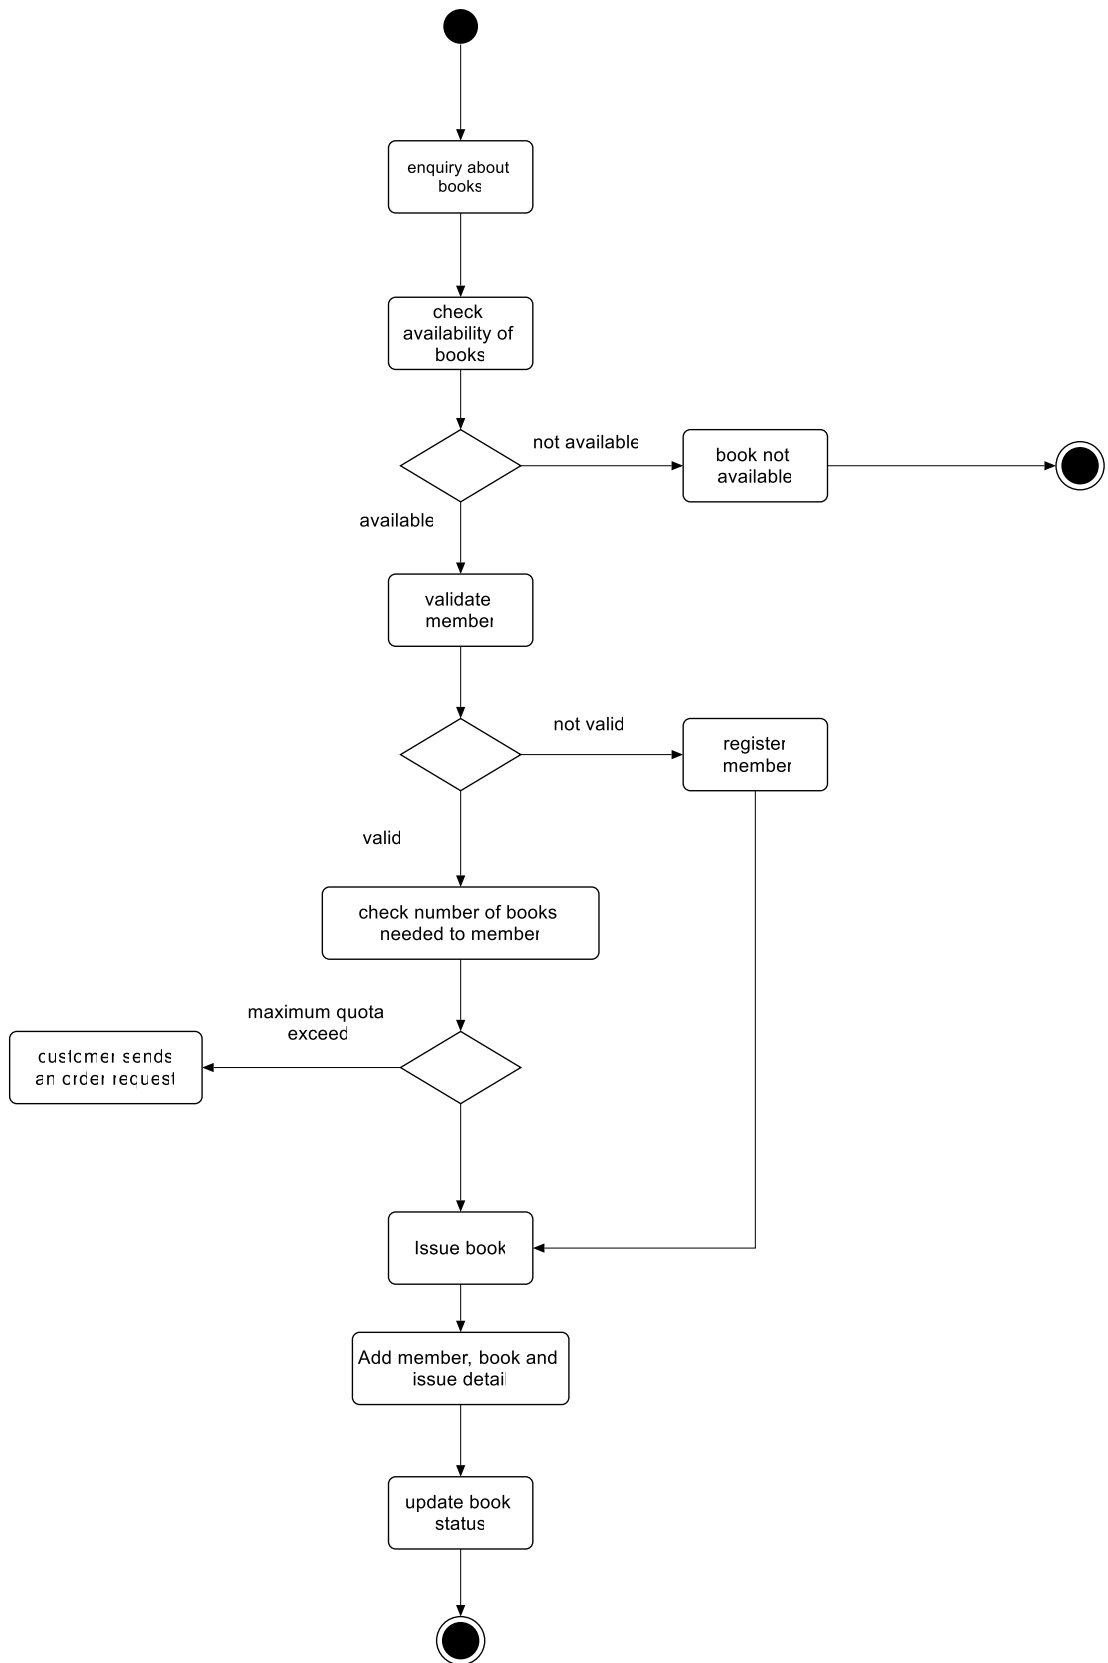 enquiry about
books
check
availability of
books
not available
book not
available
available
validate
member
not valid
register
member
valid
check number of books
needed to member
maximum quota
exceed
customer sends
an order request
Issue book
Add member, book and
issue detail
update book
status